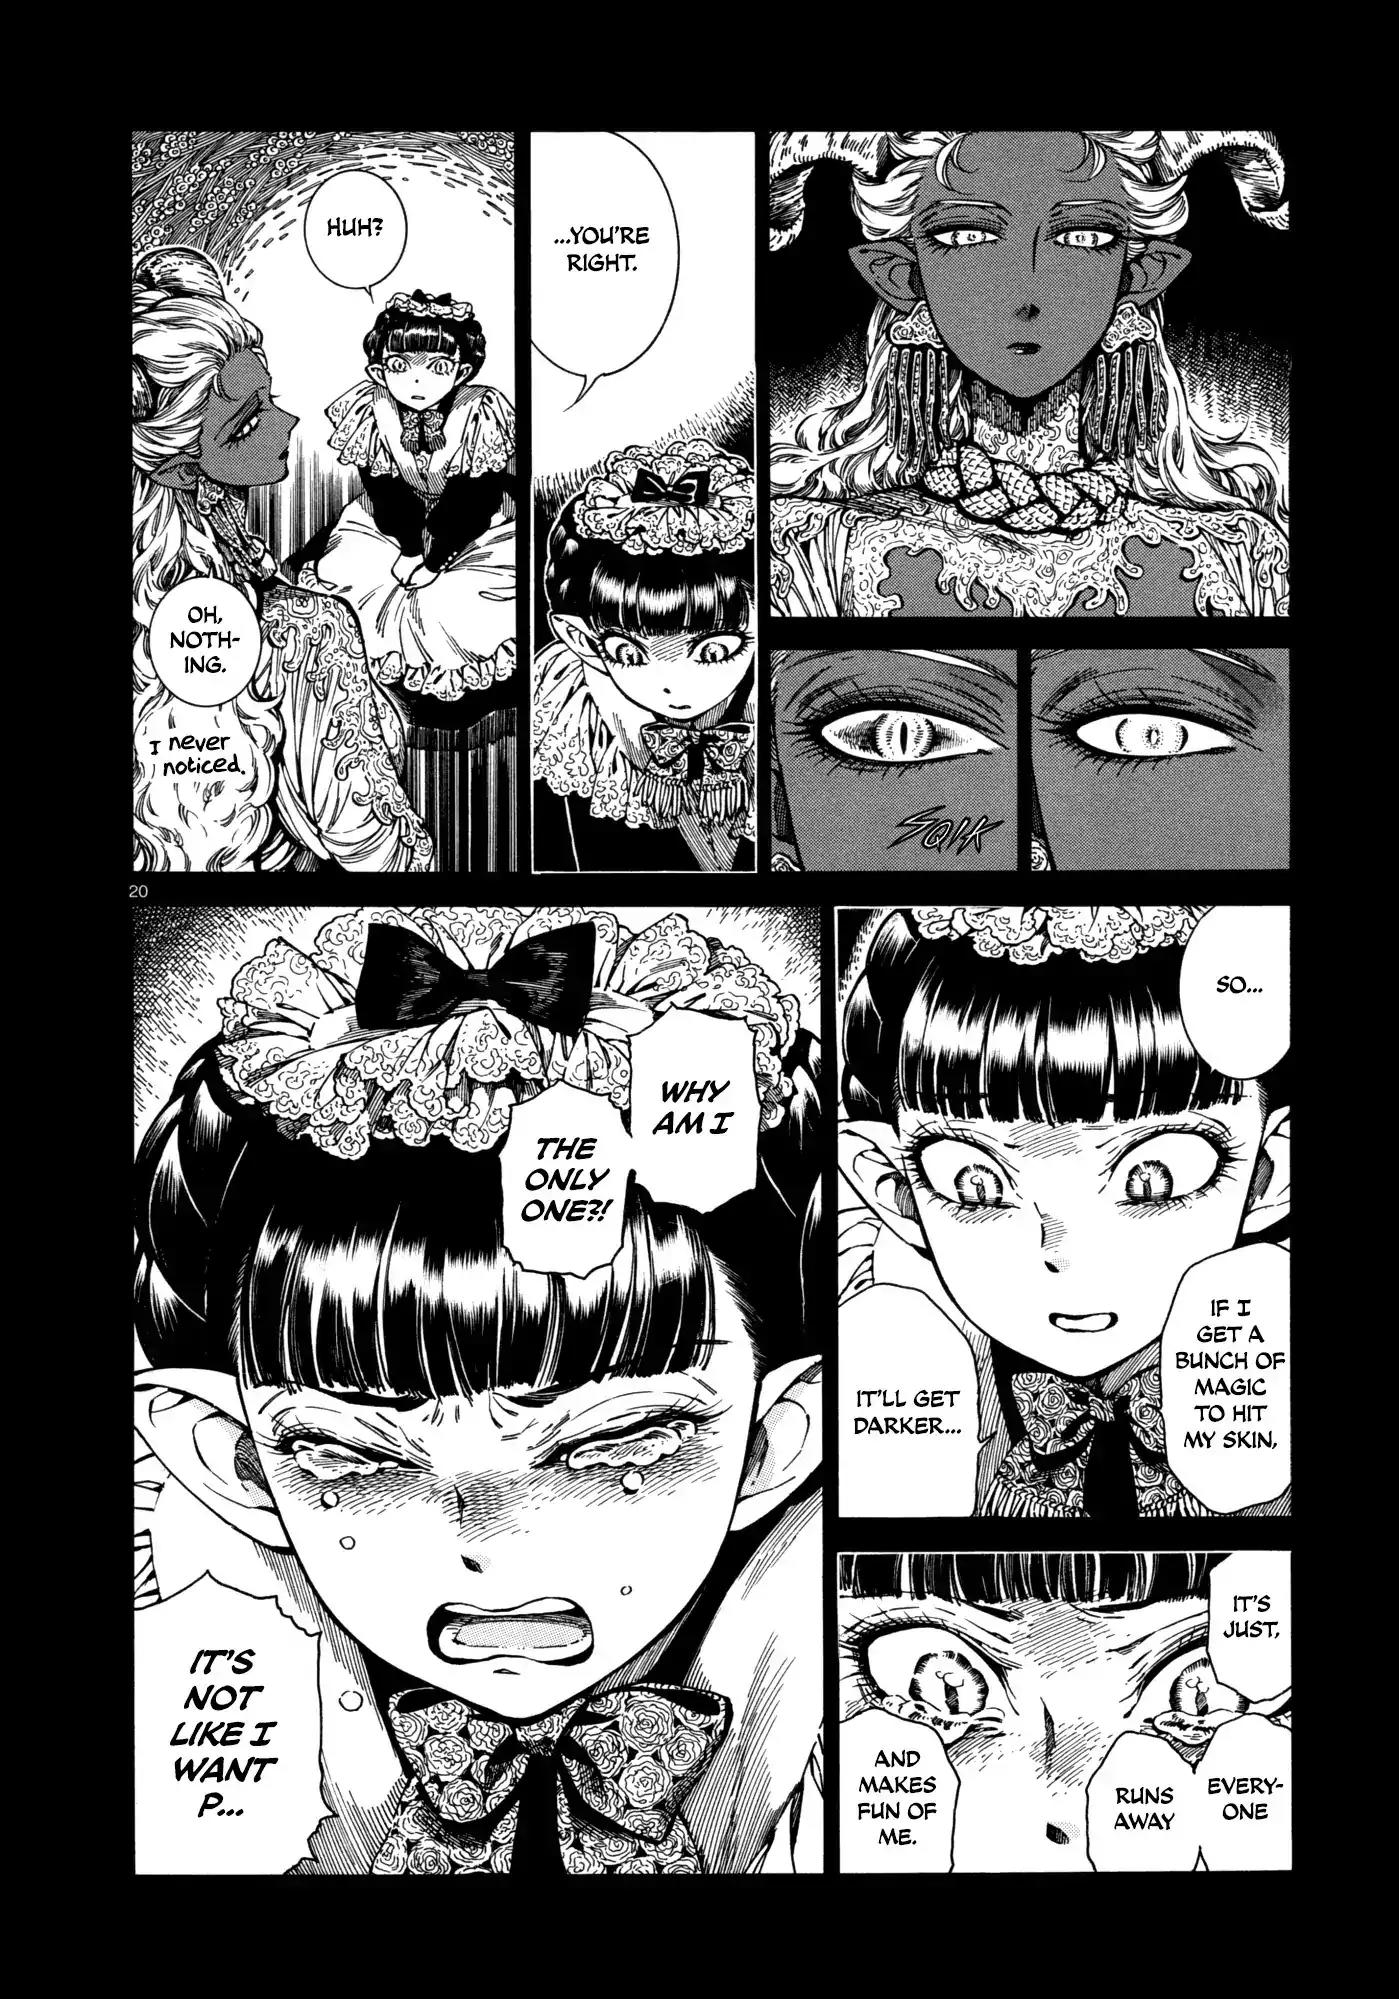 ...YOU'RE
RIGHT.
HUH?
OH,
NOTH-
ING.
I never
noticed.
SQIK
20
SO...
IF I
GET A
BUNCH OF
MAGIC
TO HIT
MY SKIN,
IT'LL GET
DARKER...
IT'S
JUST,
EVERY-
ONE
RUNS
AWAY
AND
MAKES
FUN OF
ME.
WHY
AM I
THE
ONLY
ONE?!
IT'S
NOT
LIKE I
WANT
P...